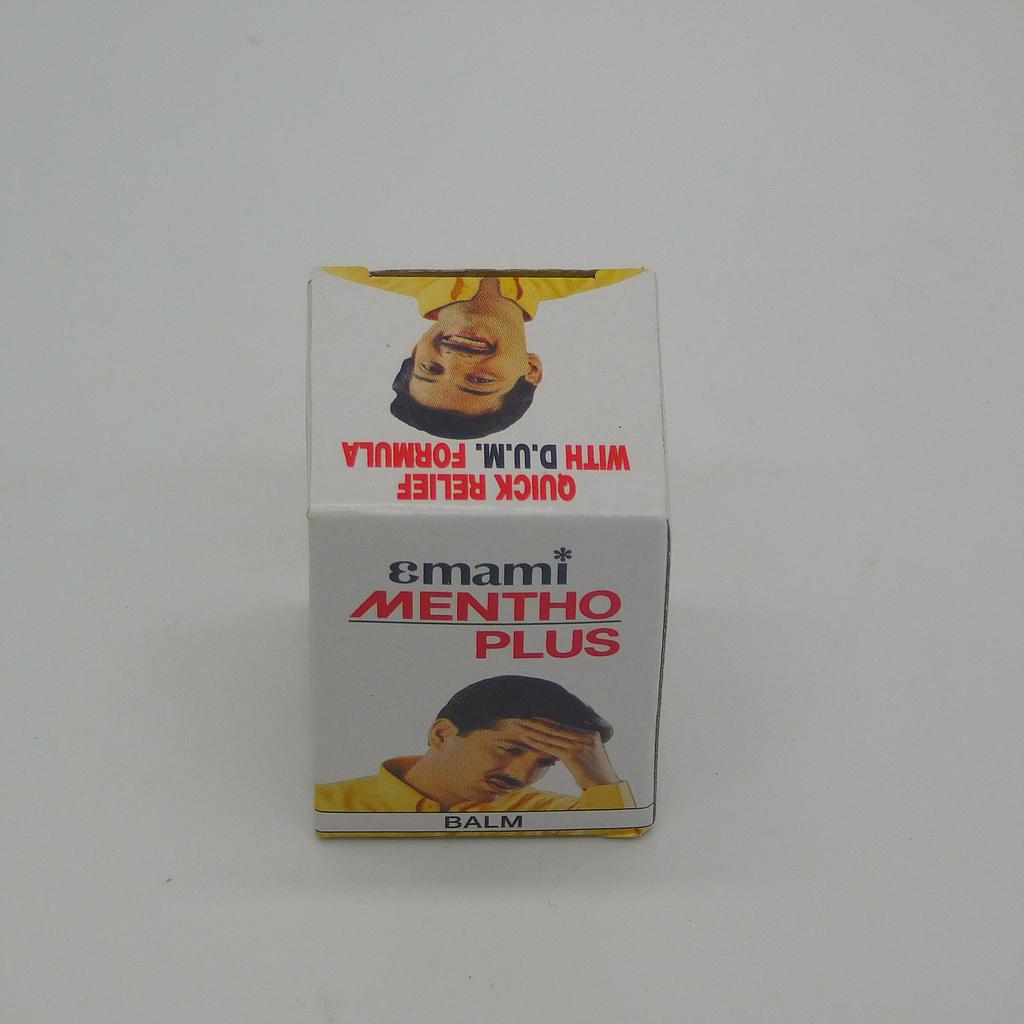 QUICK RELIEF
WITH D.U.M. FORMULA
emami*
MENTHO
PLUS
BALM